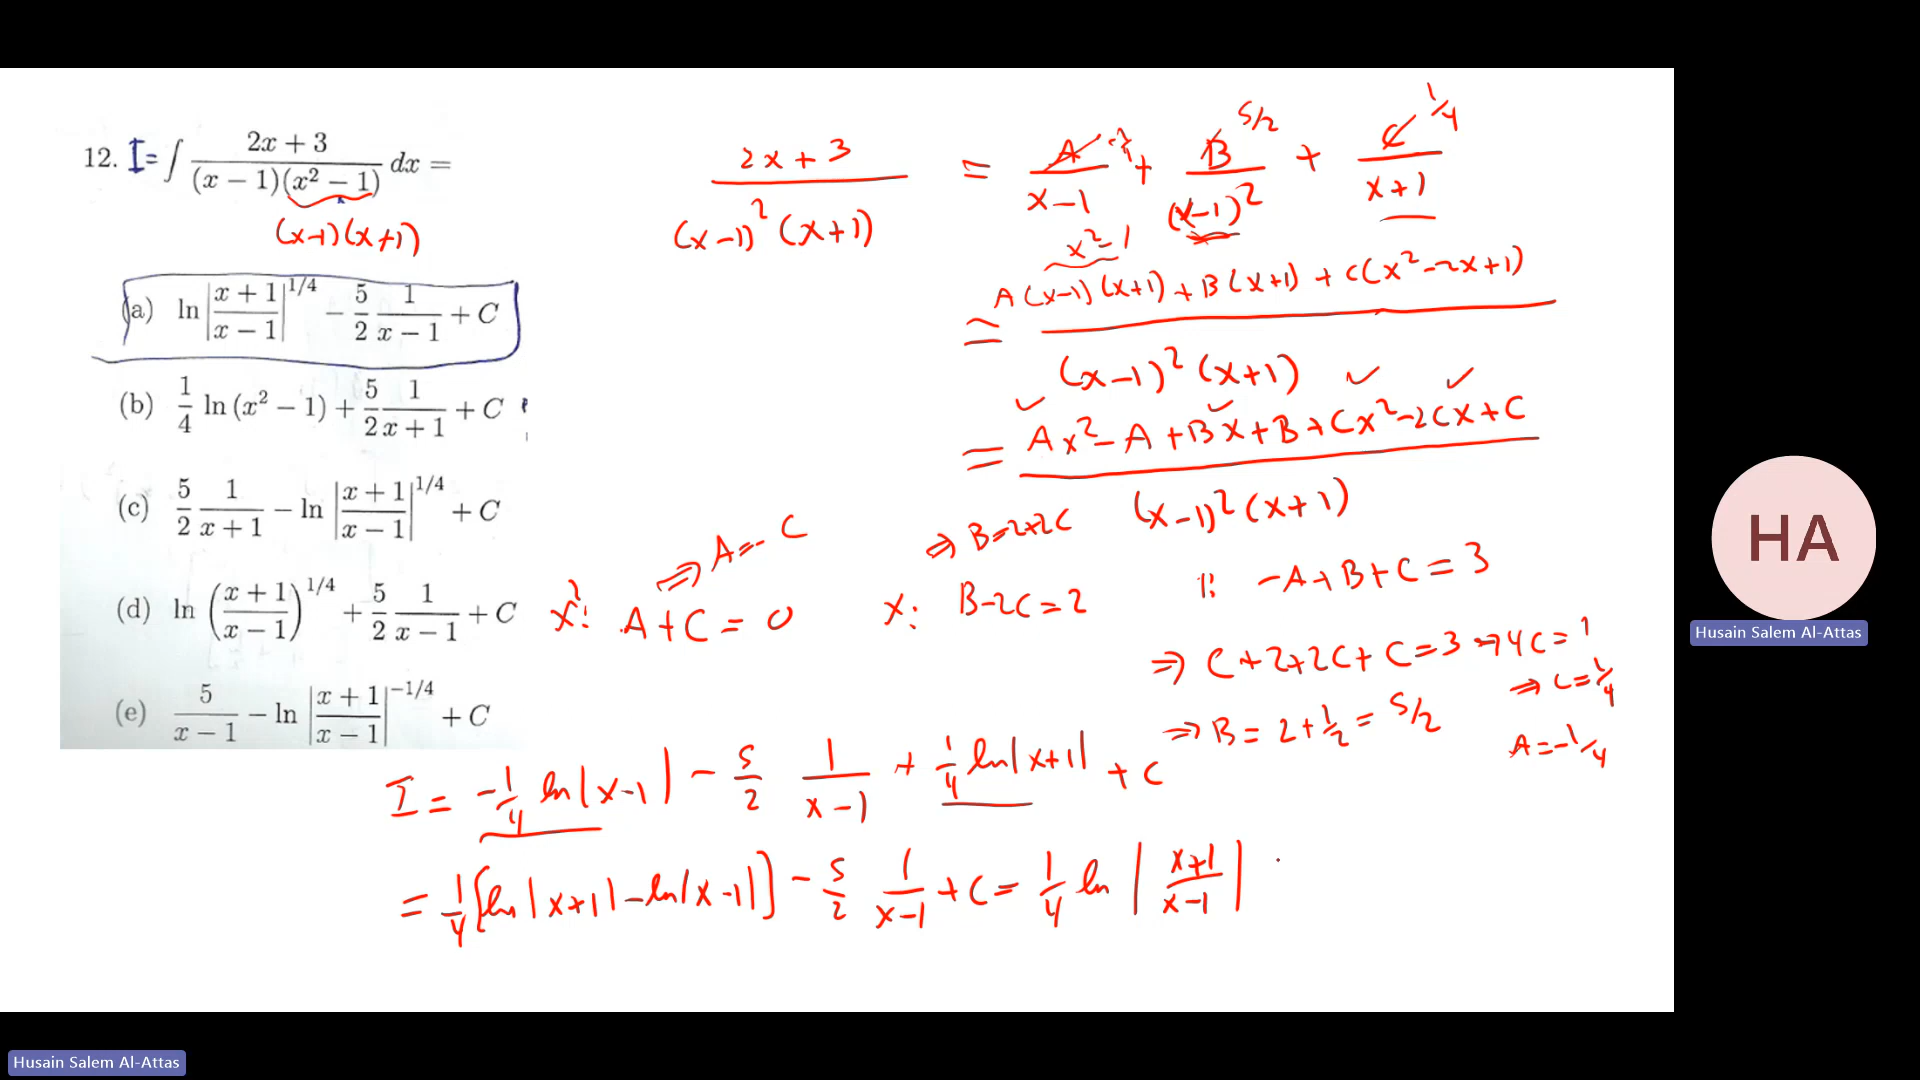 12. I = ∫ (2x + 3)/((x − 1)(x² − 1)) dx =
(x-1)(x+1)
(a) ln |(x + 1)/(x − 1)|^(1/4) − 5/2 1/(x − 1) + C
(b) 1/4 ln (x² − 1) + 5/2 1/(x + 1) + C
(c) 5/2 1/(x + 1) − ln |(x + 1)/(x − 1)|^(1/4) + C
(d) ln ((x + 1)/(x − 1))^(1/4) + 5/2 1/(x − 1) + C
(e) 5/(x − 1) − ln |(x + 1)/(x − 1)|^(−1/4) + C
(2x + 3)/((x-1)²(x+1)) = A/(x-1) + B/(x-1)² + C/(x+1)
5/2 1/4
x²-1
= (A(x-1)(x+1) + B(x+1) + C(x²-2x+1))/((x-1)²(x+1))
= (Ax² - A + Bx + B + Cx² - 2Cx + C)/((x-1)²(x+1))
⇒ A = -C
x²: A + C = 0
⇒ B = 2+2C
x: B-2C = 2
1: -A + B + C = 3
⇒ C + 2 + 2C + C = 3 → 4C = 1
⇒ C = 1/4
⇒ B = 2 + 1/2 = 5/2
A = -1/4
I = -1/4 ln|x-1| - 5/2 1/(x-1) + 1/4 ln|x+1| + C
= 1/4 [ln|x+1| - ln|x-1|] - 5/2 1/(x-1) + C = 1/4 ln |(x+1)/(x-1)|
HA
Husain Salem Al-Attas
Husain Salem Al-Attas